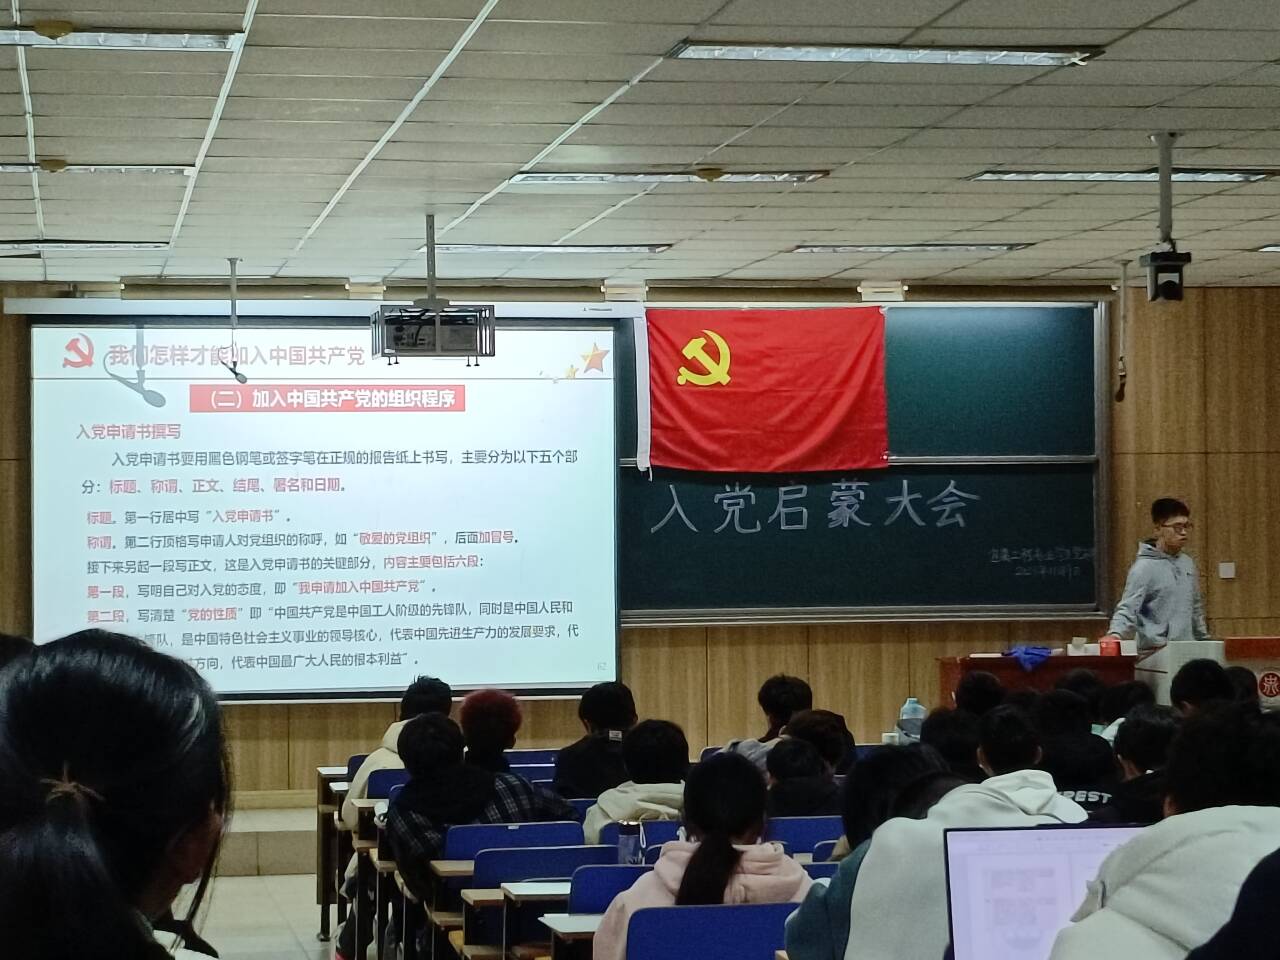 我们怎样才能加入中国共产党
（二）加入中国共产党的组织程序
入党申请书撰写
入党申请书要用黑色钢笔或签字笔在正规的报告纸上书写，主要分为以下五个部
分：标题、称谓、正文、结尾、署名和日期。
标题。第一行居中写“入党申请书”。
称谓。第二行顶格写申请人对党组织的称呼，如“敬爱的党组织”，后面加冒号。
接下来另起一段写正文，这是入党申请书的关键部分，内容主要包括六段：
第一段，写明自己对入党的态度，即“我申请加入中国共产党”。
第二段，写清楚“党的性质”即“中国共产党是中国工人阶级的先锋队，同时是中国人民和
锋队，是中国特色社会主义事业的领导核心，代表中国先进生产力的发展要求，代
方向，代表中国最广大人民的根本利益”。
62
入党启蒙大会